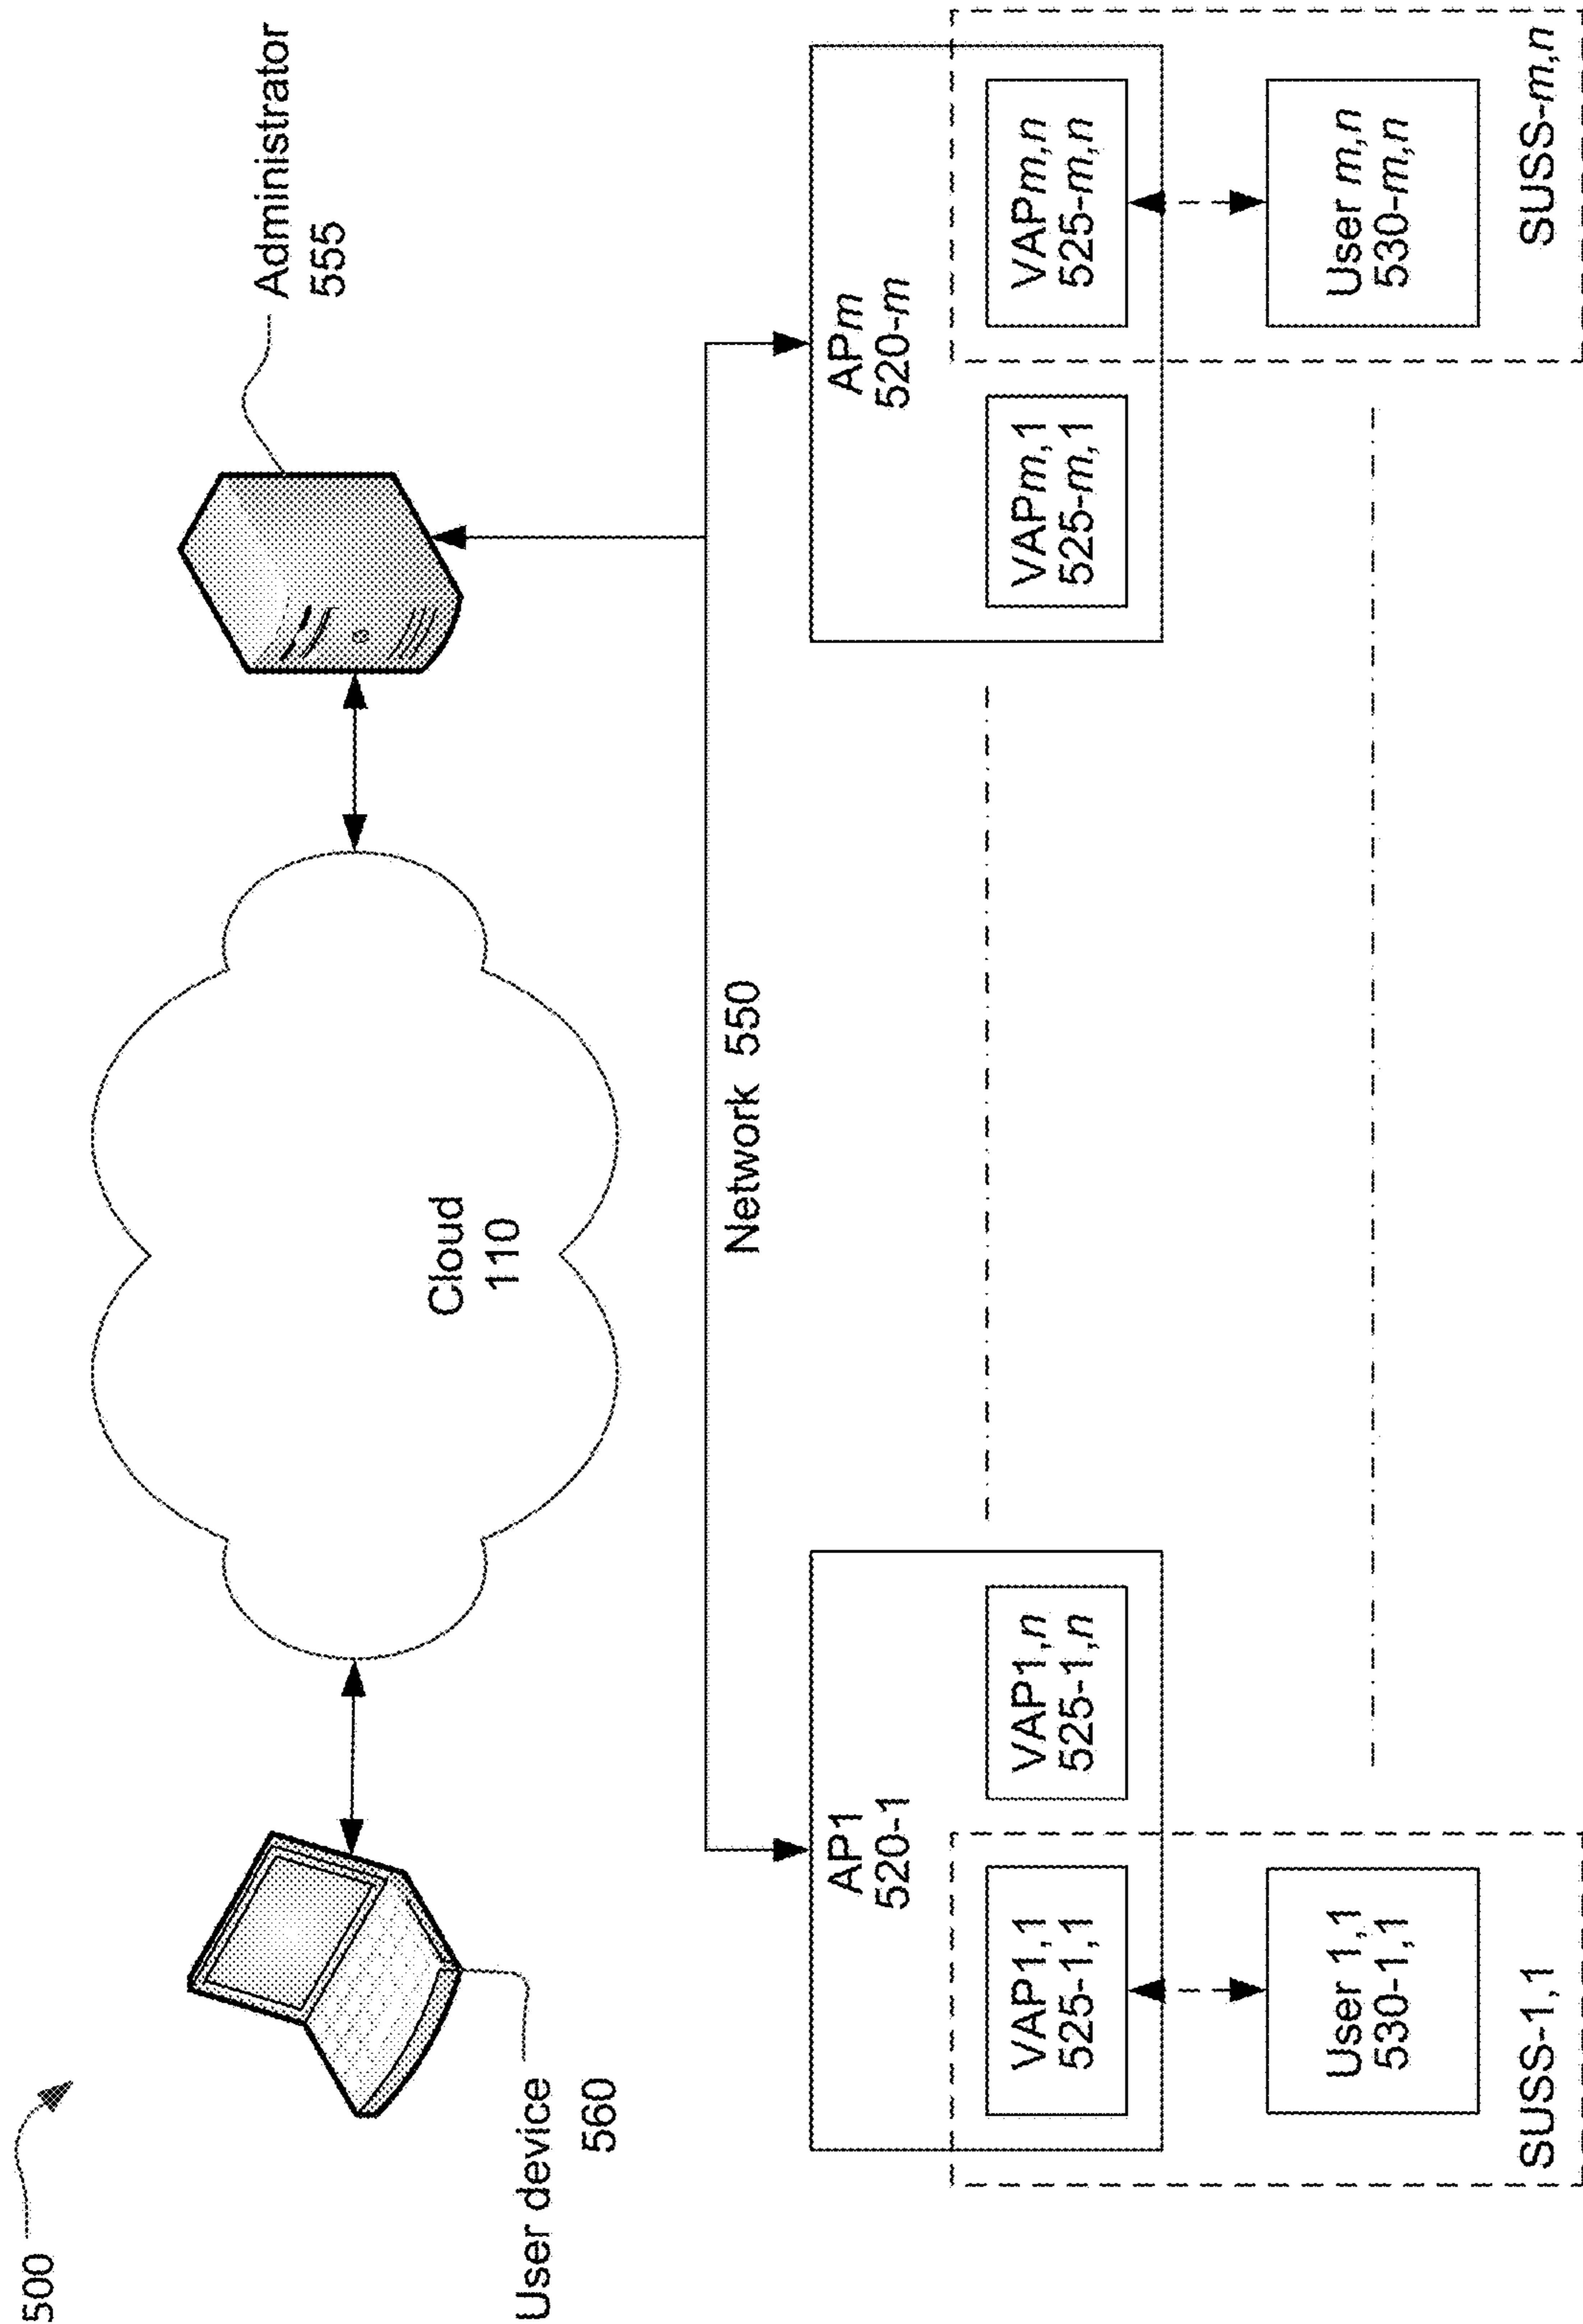 500
User device
560
Cloud
110
Administrator
555
Network 550
AP1
520-1
VAP1,1
525-1,1
VAP1,n
525-1,n
User 1,1
530-1,1
SUSS-1,1
APm
520-m
VAPm,1
525-m,1
VAPm,n
525-m,n
User m,n
530-m,n
SUSS-m,n